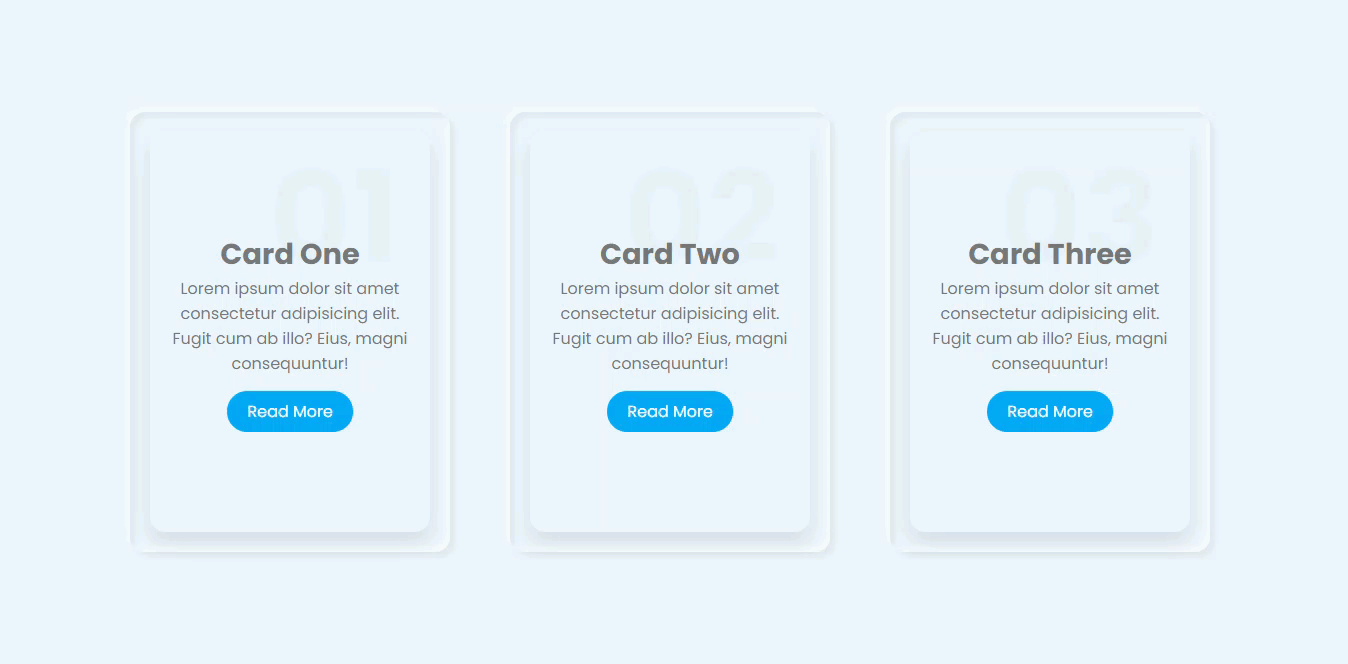 01
Card One
Lorem ipsum dolor sit amet
consectetur adipisicing elit.
Fugit cum ab illo? Eius, magni
consequuntur!
Read More
02
Card Two
Lorem ipsum dolor sit amet
consectetur adipisicing elit.
Fugit cum ab illo? Eius, magni
consequuntur!
Read More
03
Card Three
Lorem ipsum dolor sit amet
consectetur adipisicing elit.
Fugit cum ab illo? Eius, magni
consequuntur!
Read More